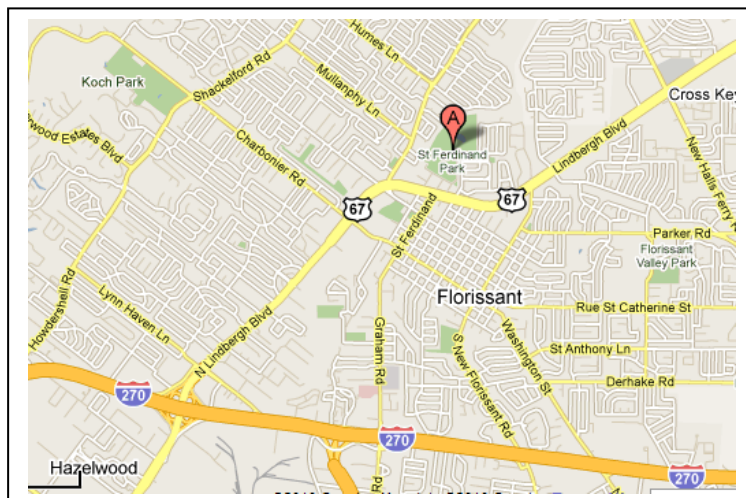 Humes Ln
Koch Park
Shackelford Rd
Mullanphy Ln
Cross Key
A
St Ferdinand
Park
Lindbergh Blvd
Estates Blvd
Charbonier Rd
New Halls Ferry
67
67
St Ferdinand
Parker Rd
Florissant
Valley Park
Howdershell Rd
Lynn Haven Ln
N Lindbergh Blvd
Florissant
Rue St Catherine St
Graham Rd
S New Florissant Rd
Washington St
St Anthony Ln
Derhake Rd
270
270
270
Hazelwood
Rd